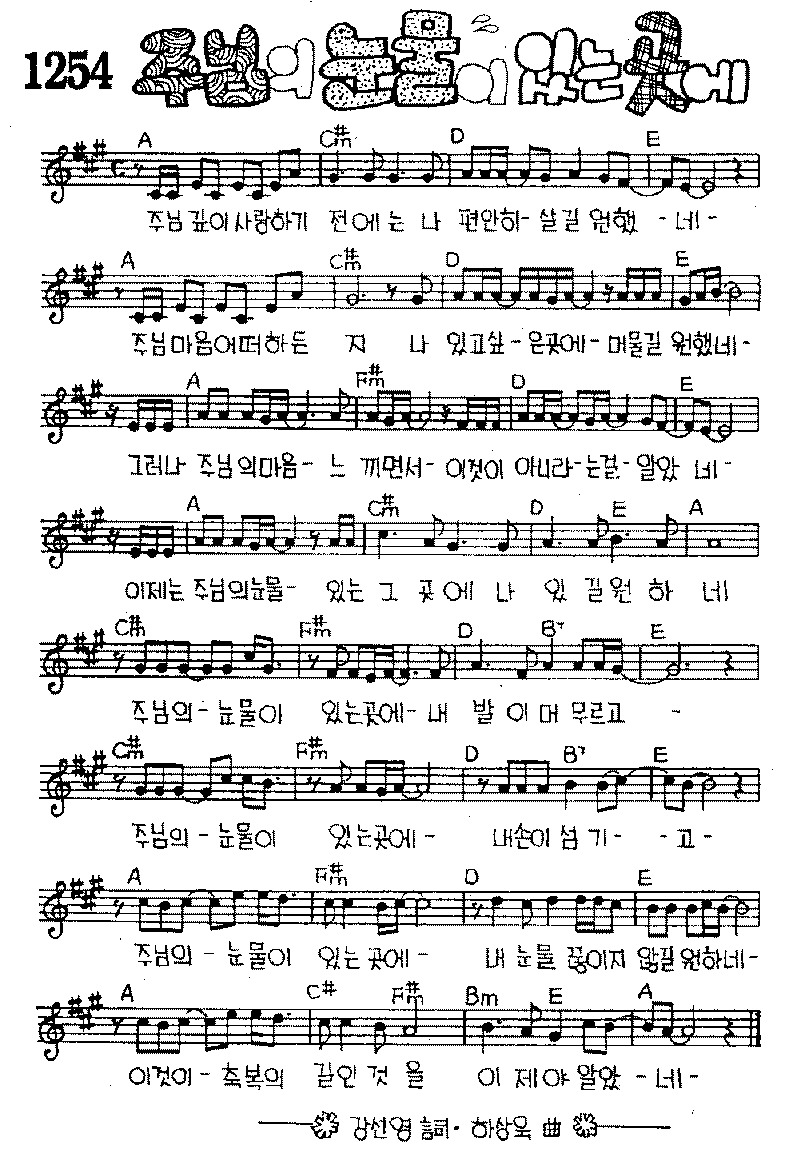 1254 주님의 눈물이 있는 곳에
A C#m D E
주님 깊이 사랑하기 전에 는 나 편안히- 살길 원했 - 네-
A C#m D E
주님 마음어떠하든 지 나 있고싶-은곳에- 머물길 원했네-
A F#m D E
그러나 주님의마음- 느 끼면서- 이것이 아니라-는걸-알았 네-
A C#m D E A
이제는 주님의눈물- 있는 그 곳 에 나 있 길 원 하 네
C#m F#m D B7 E
주님의-눈물이 있는곳에-내 발 이 머 무르고 -
C#m F#m D B7 E
주님의-눈물이 있는곳에- 내손이 섬 기- -고-
A F#m D E
주님의 - 눈물이 있는 곳에- 내 눈물 끊이지 않길원하네-
A C# F#m Bm E A
이것이-축복의 길인 것 을 이 제야 알았 -네-
강선영 詞· 하상욱 曲